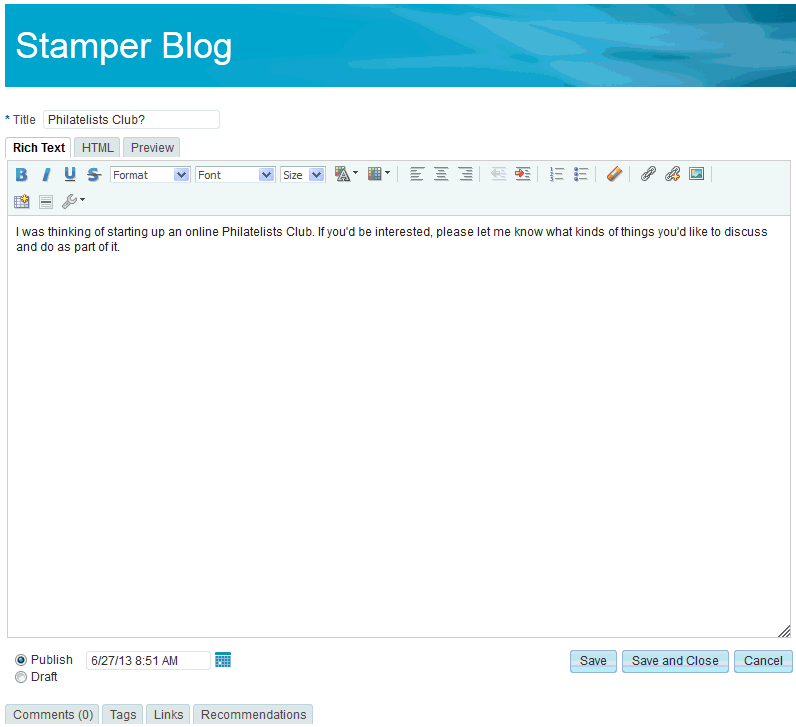 Stamper Blog
* Title Philatelists Club?
Rich Text HTML Preview
B I U S Format Font Size
I was thinking of starting up an online Philatelists Club. If you'd be interested, please let me know what kinds of things you'd like to discuss
and do as part of it.
Publish 6/27/13 8:51 AM Save Save and Close Cancel
Draft
Comments (0) Tags Links Recommendations